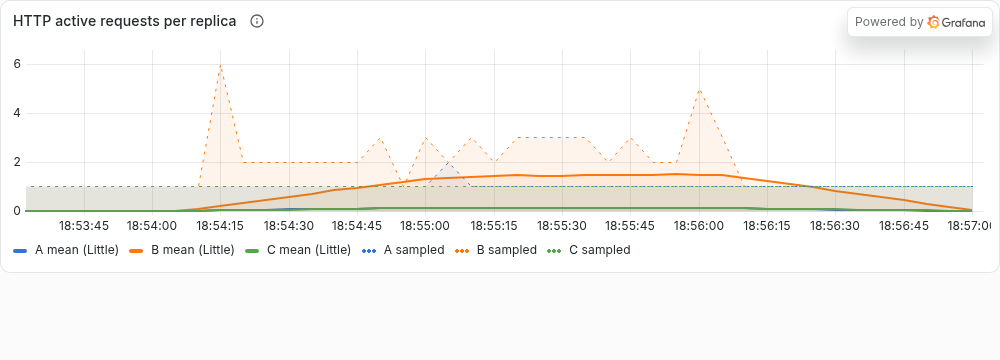 HTTP active requests per replica
Powered by Grafana
6
4
2
0
18:53:45 18:54:00 18:54:15 18:54:30 18:54:45 18:55:00 18:55:15 18:55:30 18:55:45 18:56:00 18:56:15 18:56:30 18:56:45 18:57:00
A mean (Little) B mean (Little) C mean (Little) A sampled B sampled C sampled